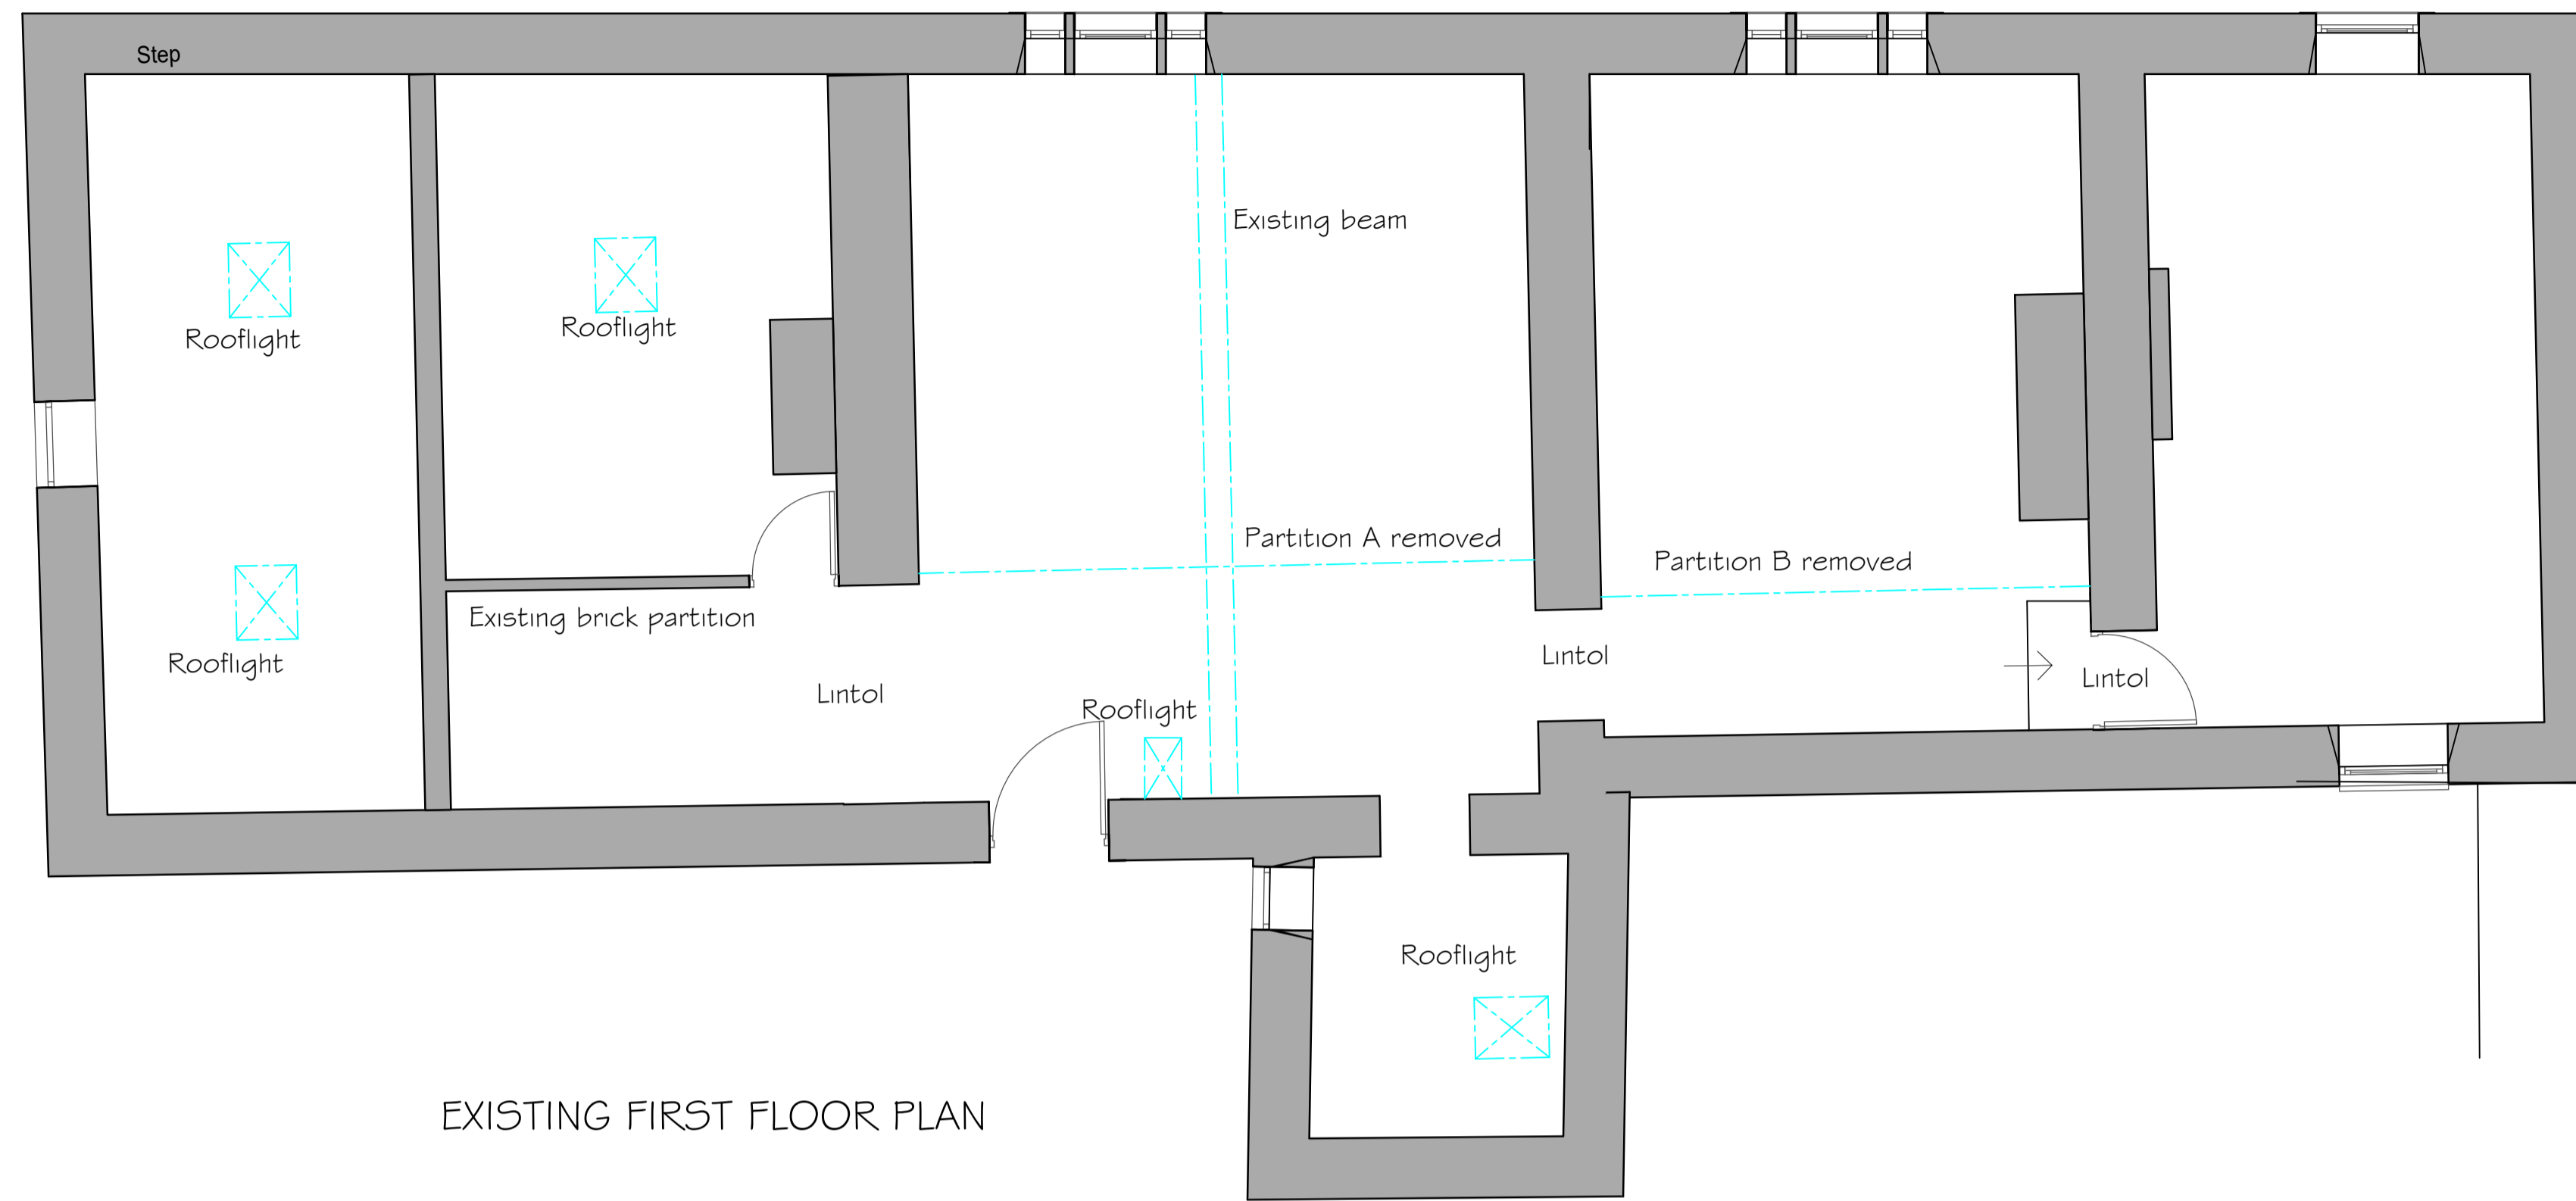 Step
Existing beam
Rooflight
Rooflight
Partition A removed
Partition B removed
Existing brick partition
Lintol
Rooflight
Lintol
Lintol
Rooflight
Rooflight
EXISTING FIRST FLOOR PLAN